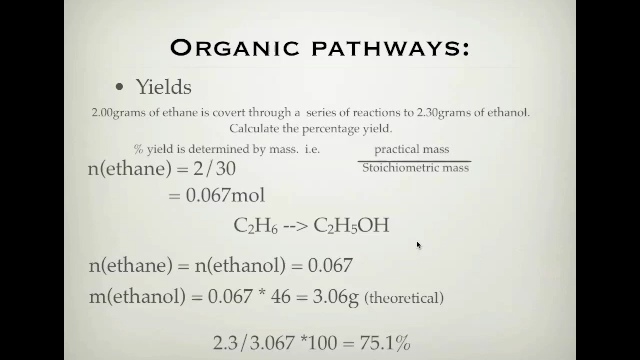 ORGANIC PATHWAYS:
• Yields
2.00grams of ethane is covert through a series of reactions to 2.30grams of ethanol.
Calculate the percentage yield.
% yield is determined by mass. i.e. practical mass
Stoichiometric mass
n(ethane) = 2/30
= 0.067mol
C₂H₆ --> C₂H₅OH
n(ethane) = n(ethanol) = 0.067
m(ethanol) = 0.067 * 46 = 3.06g (theoretical)
2.3/3.067 *100 = 75.1%